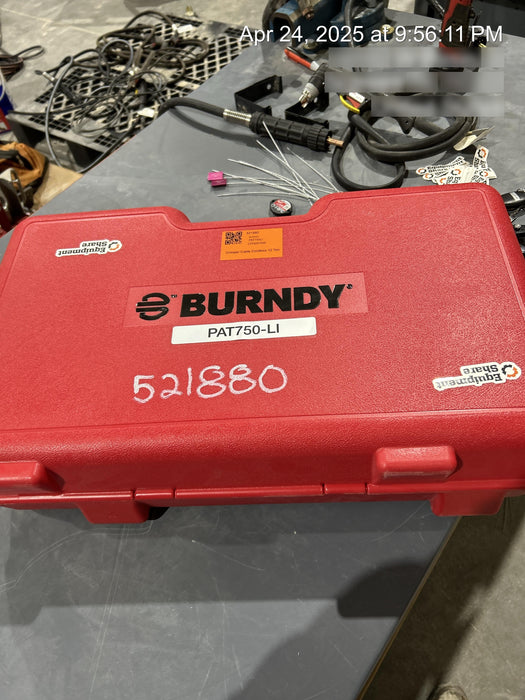 Apr 24, 2025 at 9:56:11 PM
Equipment
Share
BURNDY
PAT750-LI
521880
Equipment
Share